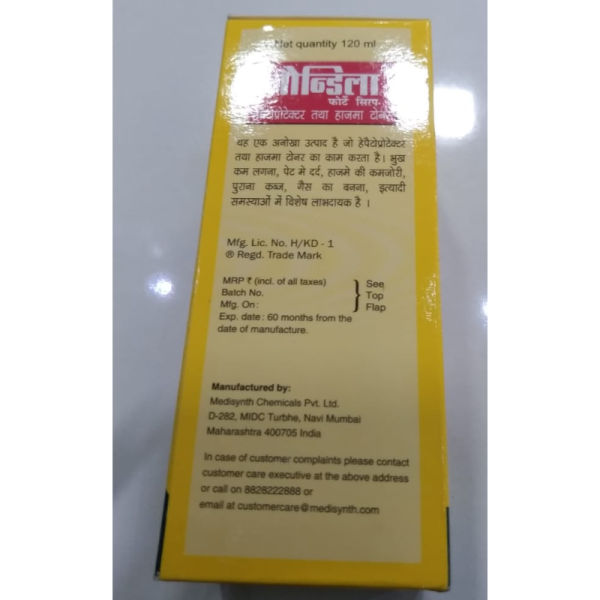 Net quantity 120 ml
फोर्टे सिरप
तथा हाजमा टोनर
यह एक अनोखा उत्पाद है जो हेपैटोप्रोटेक्टर
तथा हाजमा टोनर का काम करता है। भुख
कम लगना, पेट मे दर्द, हाजमे की कमजोरी,
पुराना कब्ज, गैस का बनना, इत्यादी
समस्याओं में विशेष लाभदायक है ।
Mfg. Lic. No. H/KD - 1
® Regd. Trade Mark
MRP ₹ (incl. of all taxes)
Batch No.
Mfg. On:
See
Top
Flap
Exp. date : 60 months from the
date of manufacture.
Manufactured by:
Medisynth Chemicals Pvt. Ltd.
D-282, MIDC Turbhe, Navi Mumbai
Maharashtra 400705 India
In case of customer complaints please contact
customer care executive at the above address
or call on 8828222888 or
email at customercare@medisynth.com